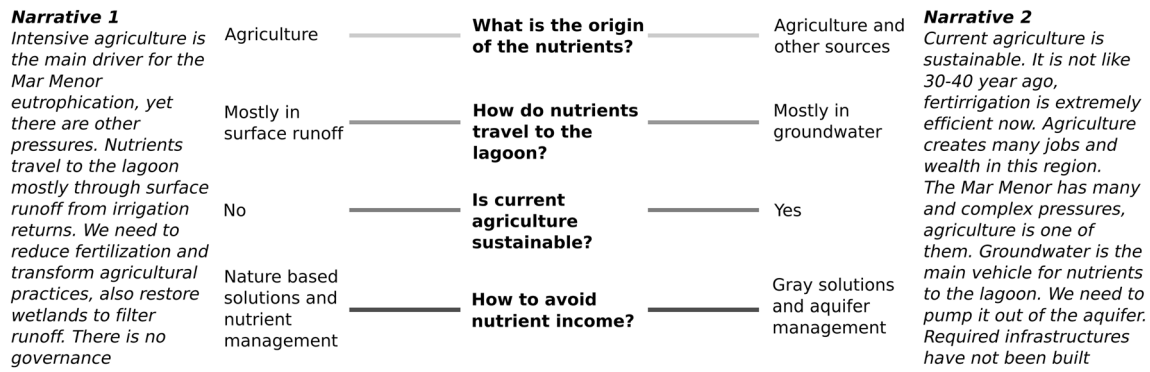 Narrative 1
Intensive agriculture is
the main driver for the
Mar Menor
eutrophication, yet
there are other
pressures. Nutrients
travel to the lagoon
mostly through surface
runoff from irrigation
returns. We need to
reduce fertilization and
transform agricultural
practices, also restore
wetlands to filter
runoff. There is no
governance
Agriculture
What is the origin
of the nutrients?
Agriculture and
other sources
Mostly in
surface runoff
How do nutrients
travel to the
lagoon?
Mostly in
groundwater
No
Is current
agriculture
sustainable?
Yes
Nature based
solutions and
nutrient
management
How to avoid
nutrient income?
Gray solutions
and aquifer
management
Narrative 2
Current agriculture is
sustainable. It is not like
30-40 year ago,
fertirrigation is extremely
efficient now. Agriculture
creates many jobs and
wealth in this region.
The Mar Menor has many
and complex pressures,
agriculture is one of
them. Groundwater is the
main vehicle for nutrients
to the lagoon. We need to
pump it out of the aquifer.
Required infrastructures
have not been built